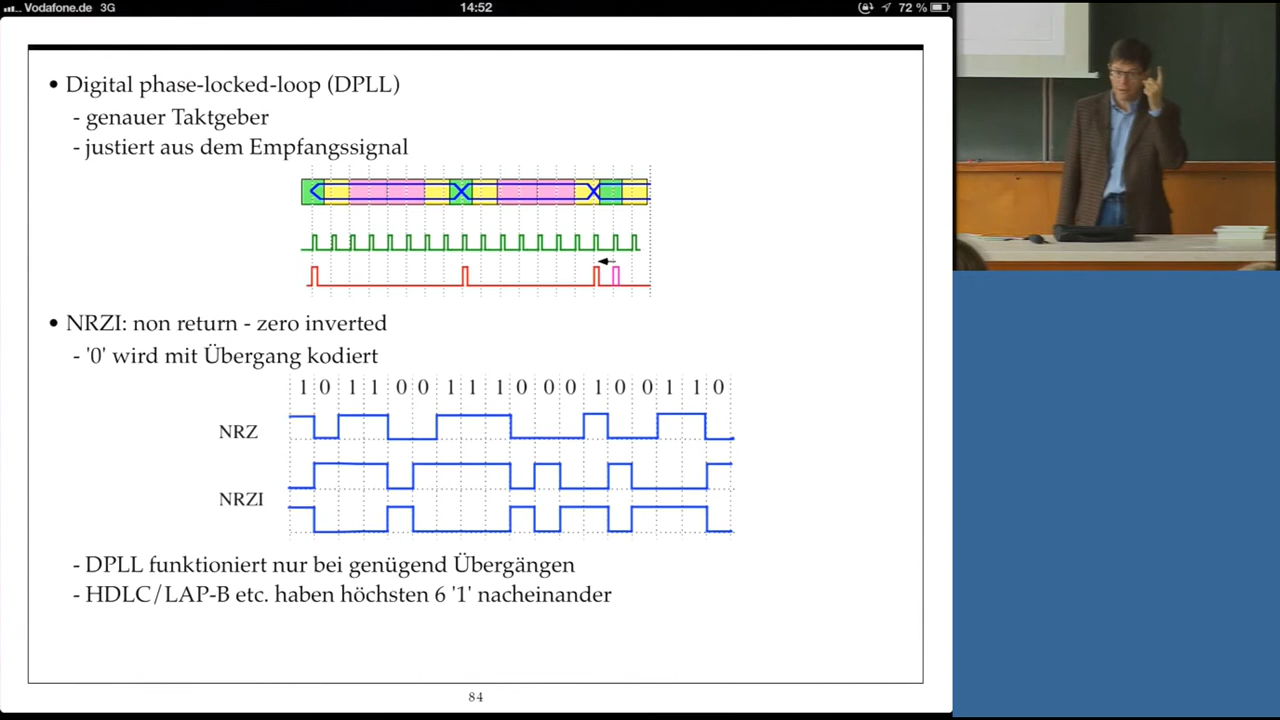 Vodafone.de 3G 14:52 72 %
• Digital phase-locked-loop (DPLL)
- genauer Taktgeber
- justiert aus dem Empfangssignal
• NRZI: non return - zero inverted
- '0' wird mit Übergang kodiert
1 0 1 1 0 0 1 1 1 0 0 0 1 0 0 1 1 0
NRZ
NRZI
- DPLL funktioniert nur bei genügend Übergängen
- HDLC/LAP-B etc. haben höchsten 6 '1' nacheinander
84